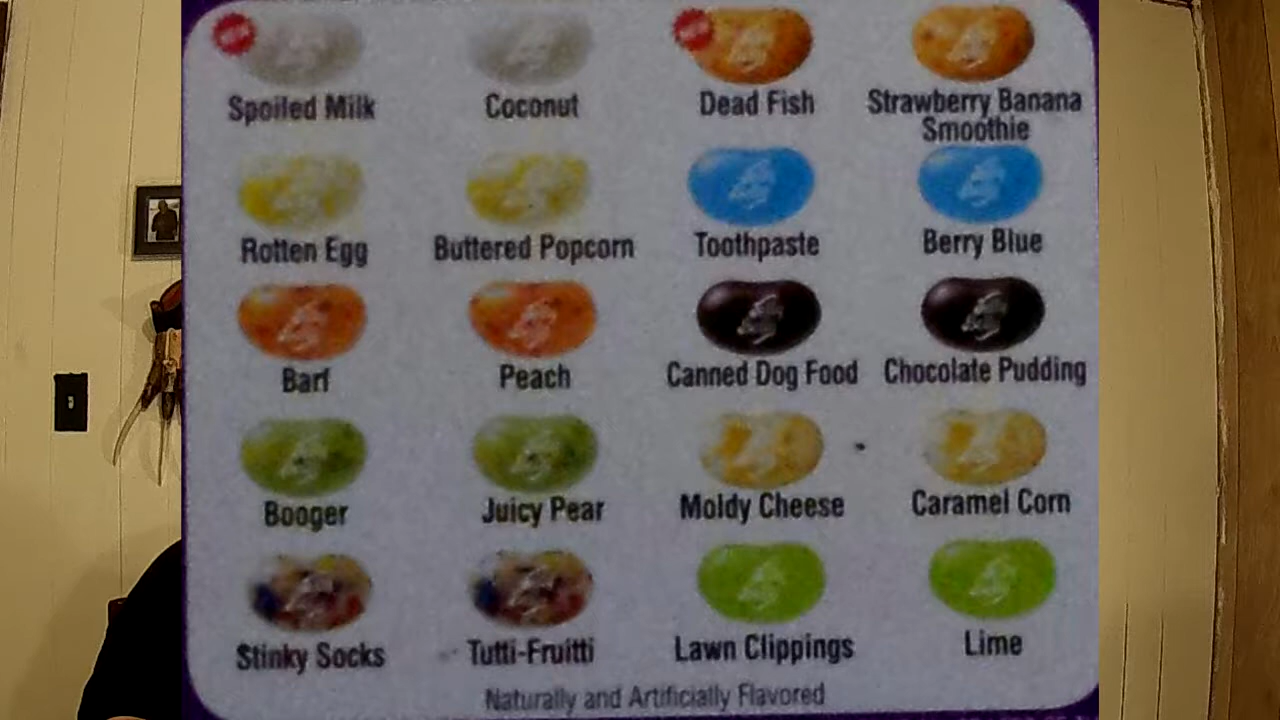 Spoiled Milk
Coconut
Dead Fish
Strawberry Banana
Smoothie
Rotten Egg
Buttered Popcorn
Toothpaste
Berry Blue
Barf
Peach
Canned Dog Food
Chocolate Pudding
Booger
Juicy Pear
Moldy Cheese
Caramel Corn
Stinky Socks
Tutti-Fruitti
Lawn Clippings
Lime
Naturally and Artificially Flavored